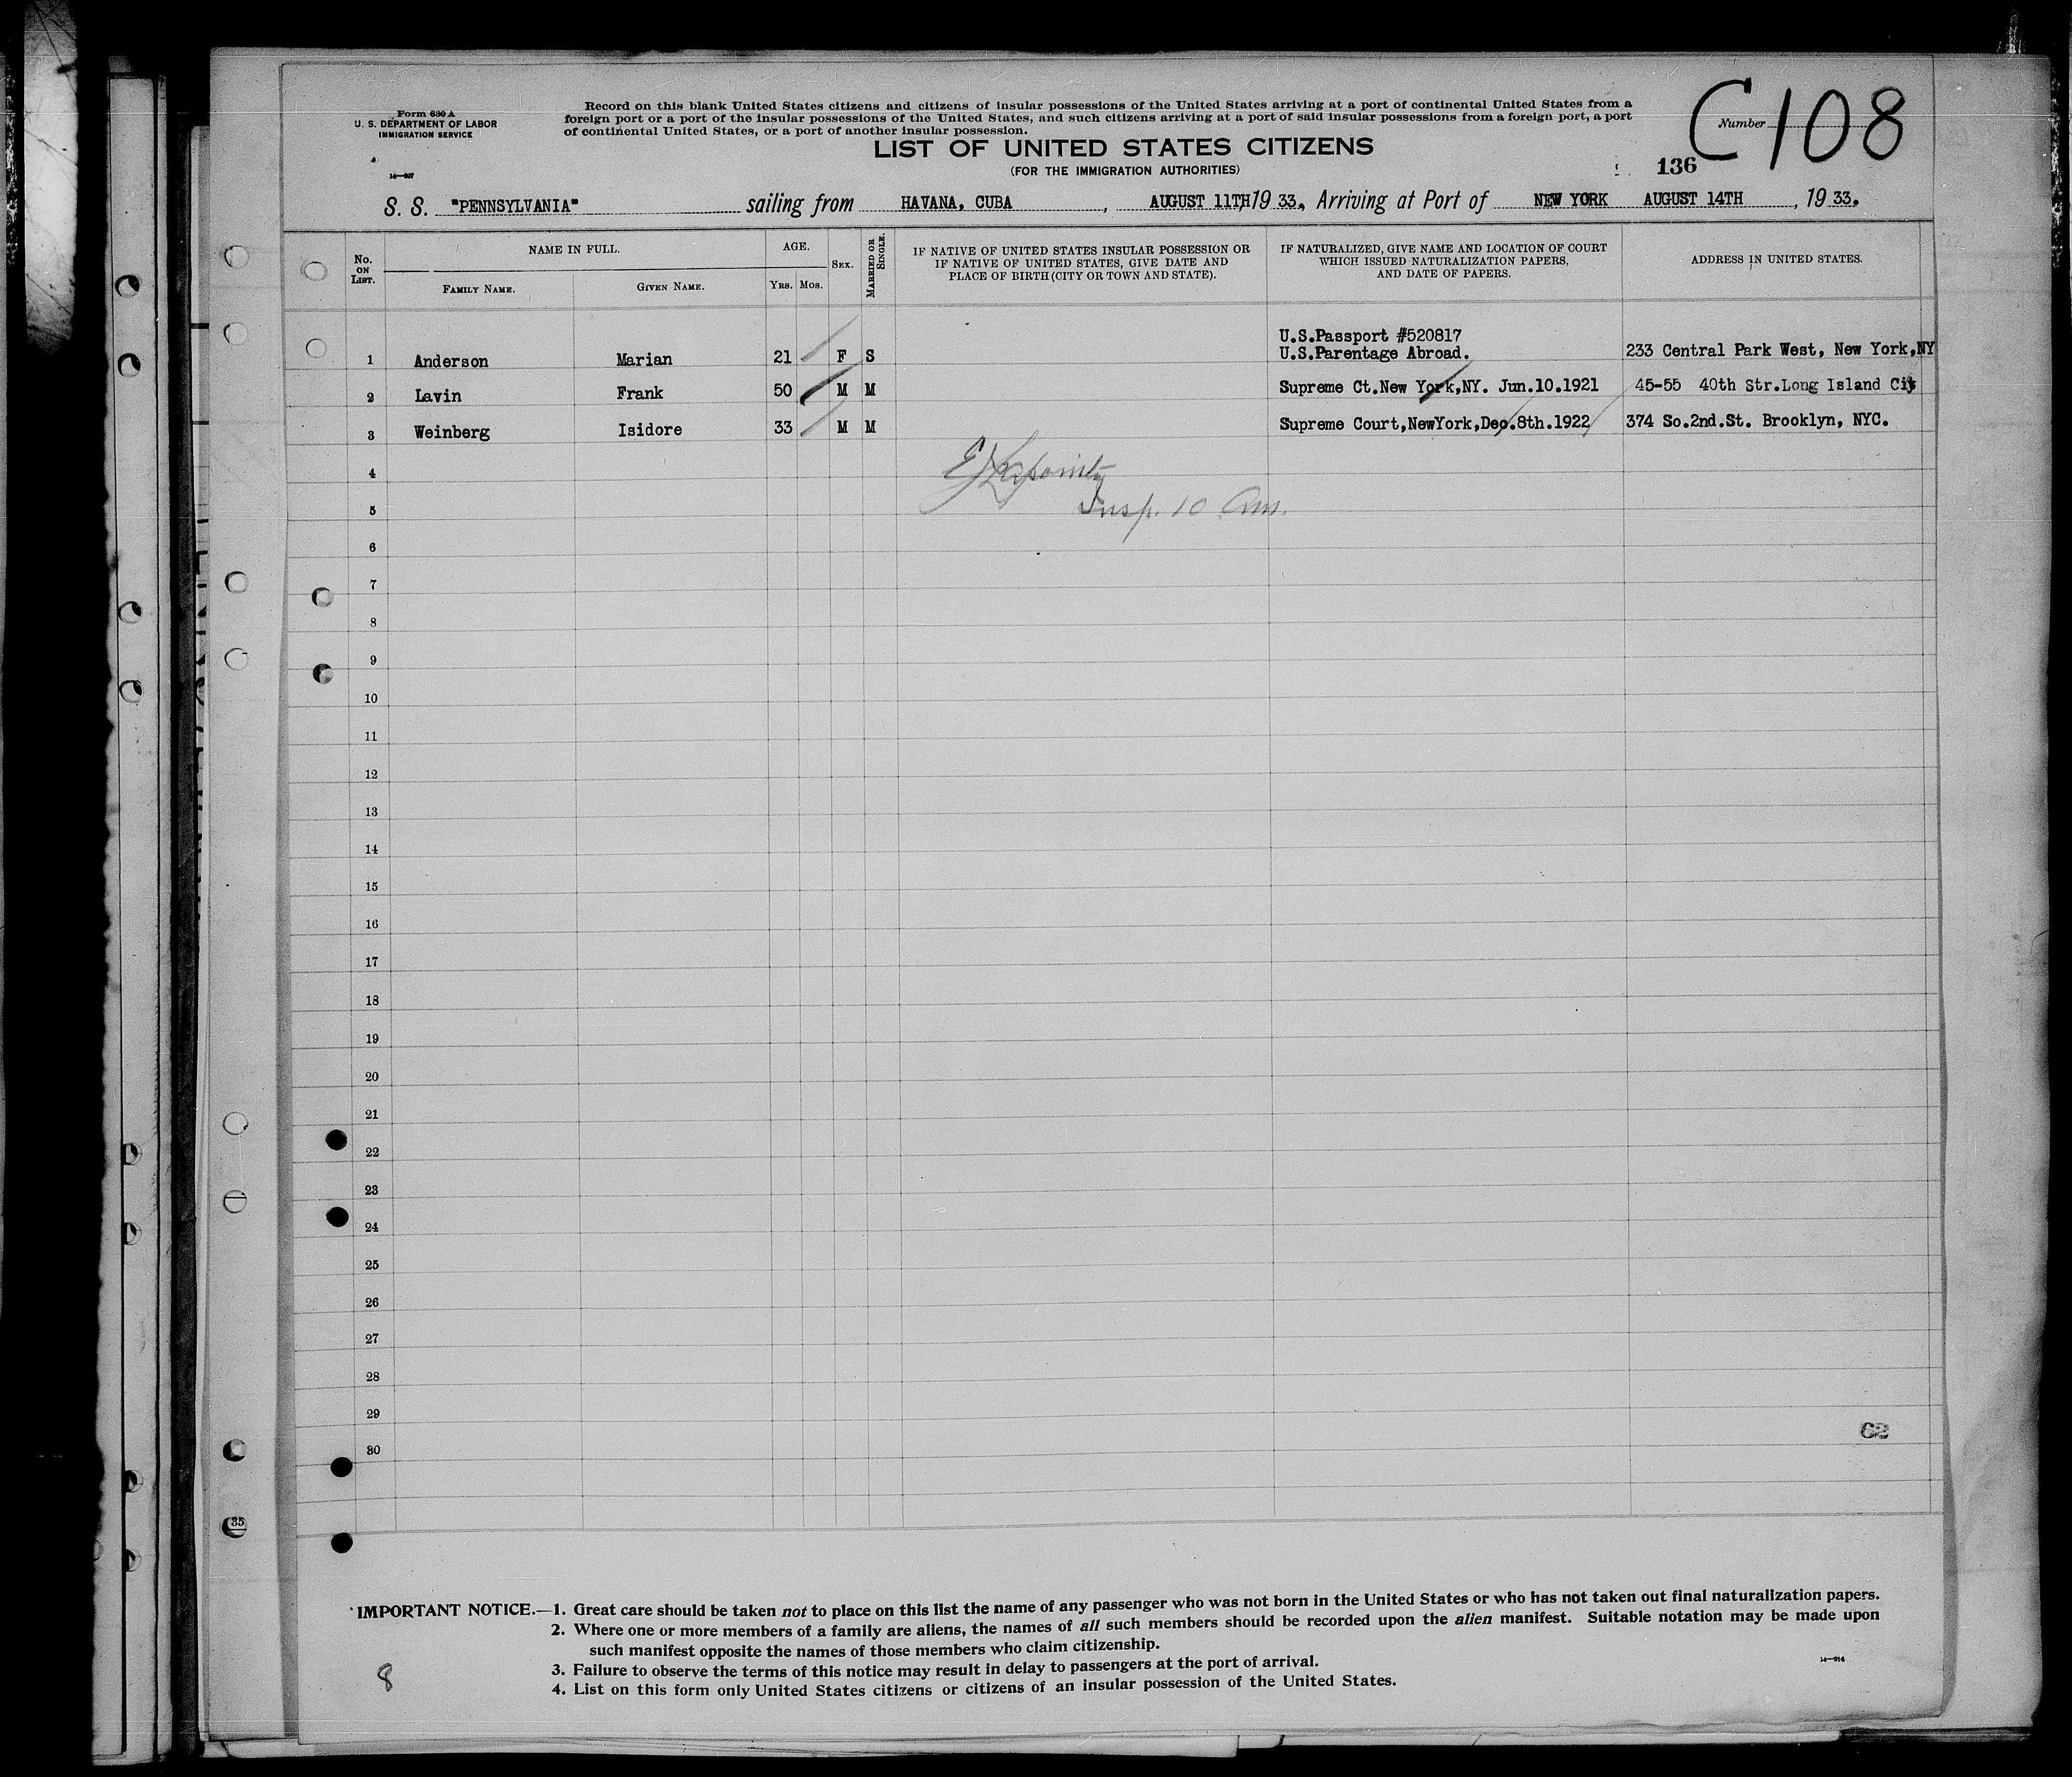 Form 630 A
U. S. DEPARTMENT OF LABOR
IMMIGRATION SERVICE
Record on this blank United States citizens and citizens of insular possessions of the United States arriving at a port of continental United States from a
foreign port or a port of the insular possessions of the United States, and such citizens arriving at a port of said insular possessions from a foreign port, a port
of continental United States, or a port of another insular possession.
Number C 108
LIST OF UNITED STATES CITIZENS
(FOR THE IMMIGRATION AUTHORITIES)
136
S. S. "PENNSYLVANIA" sailing from HAVANA, CUBA, AUGUST 11TH 19 33, Arriving at Port of NEW YORK AUGUST 14TH, 19 33.
No. ON LIST. NAME IN FULL. AGE. SEX. MARRIED OR SINGLE. IF NATIVE OF UNITED STATES INSULAR POSSESSION OR IF NATIVE OF UNITED STATES, GIVE DATE AND PLACE OF BIRTH (CITY OR TOWN AND STATE). IF NATURALIZED, GIVE NAME AND LOCATION OF COURT WHICH ISSUED NATURALIZATION PAPERS, AND DATE OF PAPERS. ADDRESS IN UNITED STATES.
FAMILY NAME. GIVEN NAME. YRS. MOS.
U.S.Passport #520817
1 Anderson Marian 21 F S U.S.Parentage Abroad. 233 Central Park West, New York,NY
2 Lavin Frank 50 M M Supreme Ct.New York,NY. Jun.10.1921 45-55 40th Str.Long Island City
3 Weinberg Isidore 33 M M Supreme Court,NewYork,Dec.8th.1922 374 So.2nd.St. Brooklyn, NYC.
4
5 Insp. 10 Am.
6
7
8
9
10
11
12
13
14
15
16
17
18
19
20
21
22
23
24
25
26
27
28
29
62
30
35
IMPORTANT NOTICE.—1. Great care should be taken not to place on this list the name of any passenger who was not born in the United States or who has not taken out final naturalization papers.
2. Where one or more members of a family are aliens, the names of all such members should be recorded upon the alien manifest. Suitable notation may be made upon
such manifest opposite the names of those members who claim citizenship.
3. Failure to observe the terms of this notice may result in delay to passengers at the port of arrival.
4. List on this form only United States citizens or citizens of an insular possession of the United States.
8